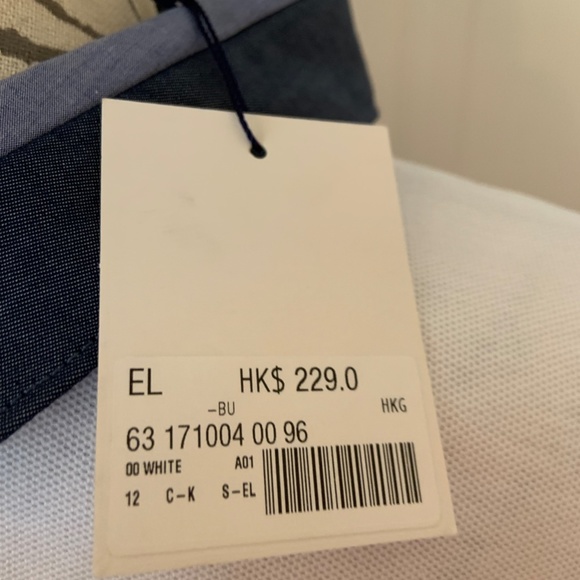 EL HK$ 229.0
-BU HKG
63 171004 00 96
00 WHITE A01
12 C-K S-EL